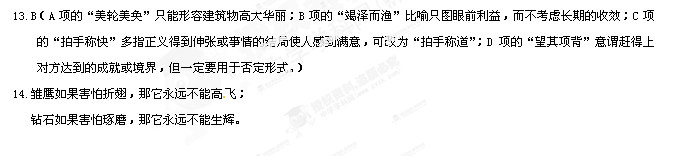 13.B(A项的“美轮美奂”只能形容建筑物高大华丽;B项的“竭泽而渔”比喻只图眼前利益,而不考虑长期的收效;C项
的“拍手称快”多指正义得到伸张或事情的结局使人感到满意,可改为“拍手称道”;D项的“望其项背”意谓赶得上
对方达到的成就或境界,但一定要用于否定形式。)
14.雏鹰如果害怕折翅,那它永远不能高飞;
钻石如果害怕琢磨,那它永远不能生辉。